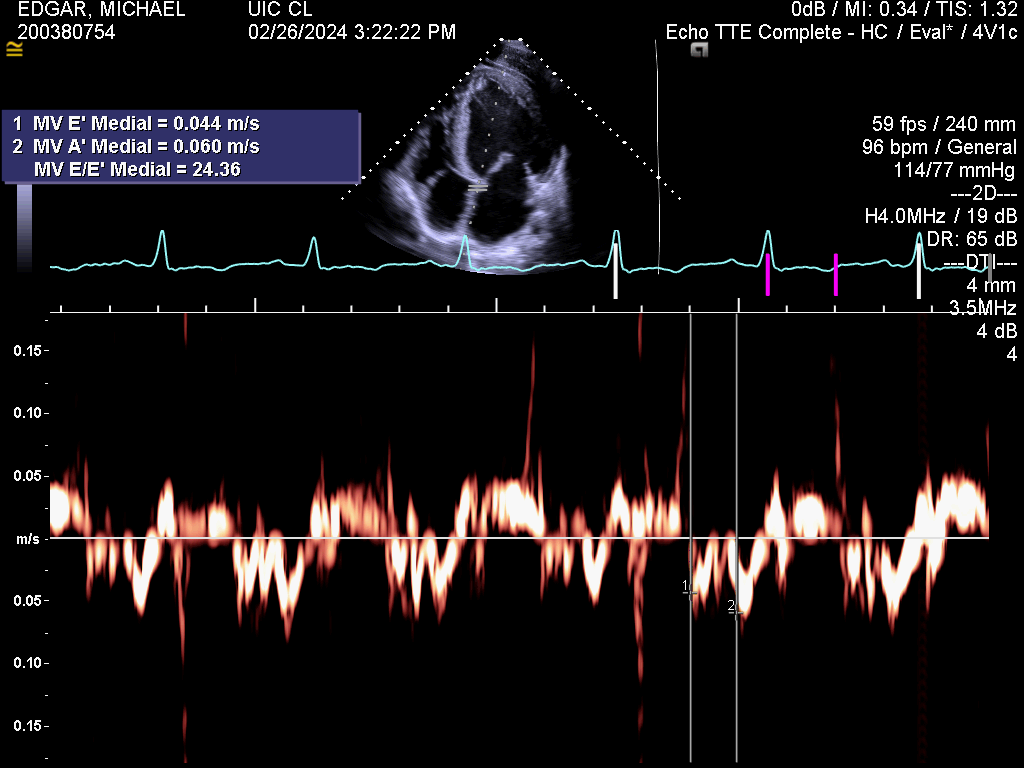 EDGAR, MICHAEL UIC CL 0dB / MI: 0.34 / TIS: 1.32
200380754 02/26/2024 3:22:22 PM Echo TTE Complete - HC / Eval* / 4V1c
1 MV E' Medial = 0.044 m/s
2 MV A' Medial = 0.060 m/s
MV E/E' Medial = 24.36
59 fps / 240 mm
96 bpm / General
114/77 mmHg
---2D---
H4.0MHz / 19 dB
DR: 65 dB
---DTI---
4 mm
3.5MHz
4 dB
4
0.15
0.10
0.05
m/s
0.05
1
2
0.10
0.15